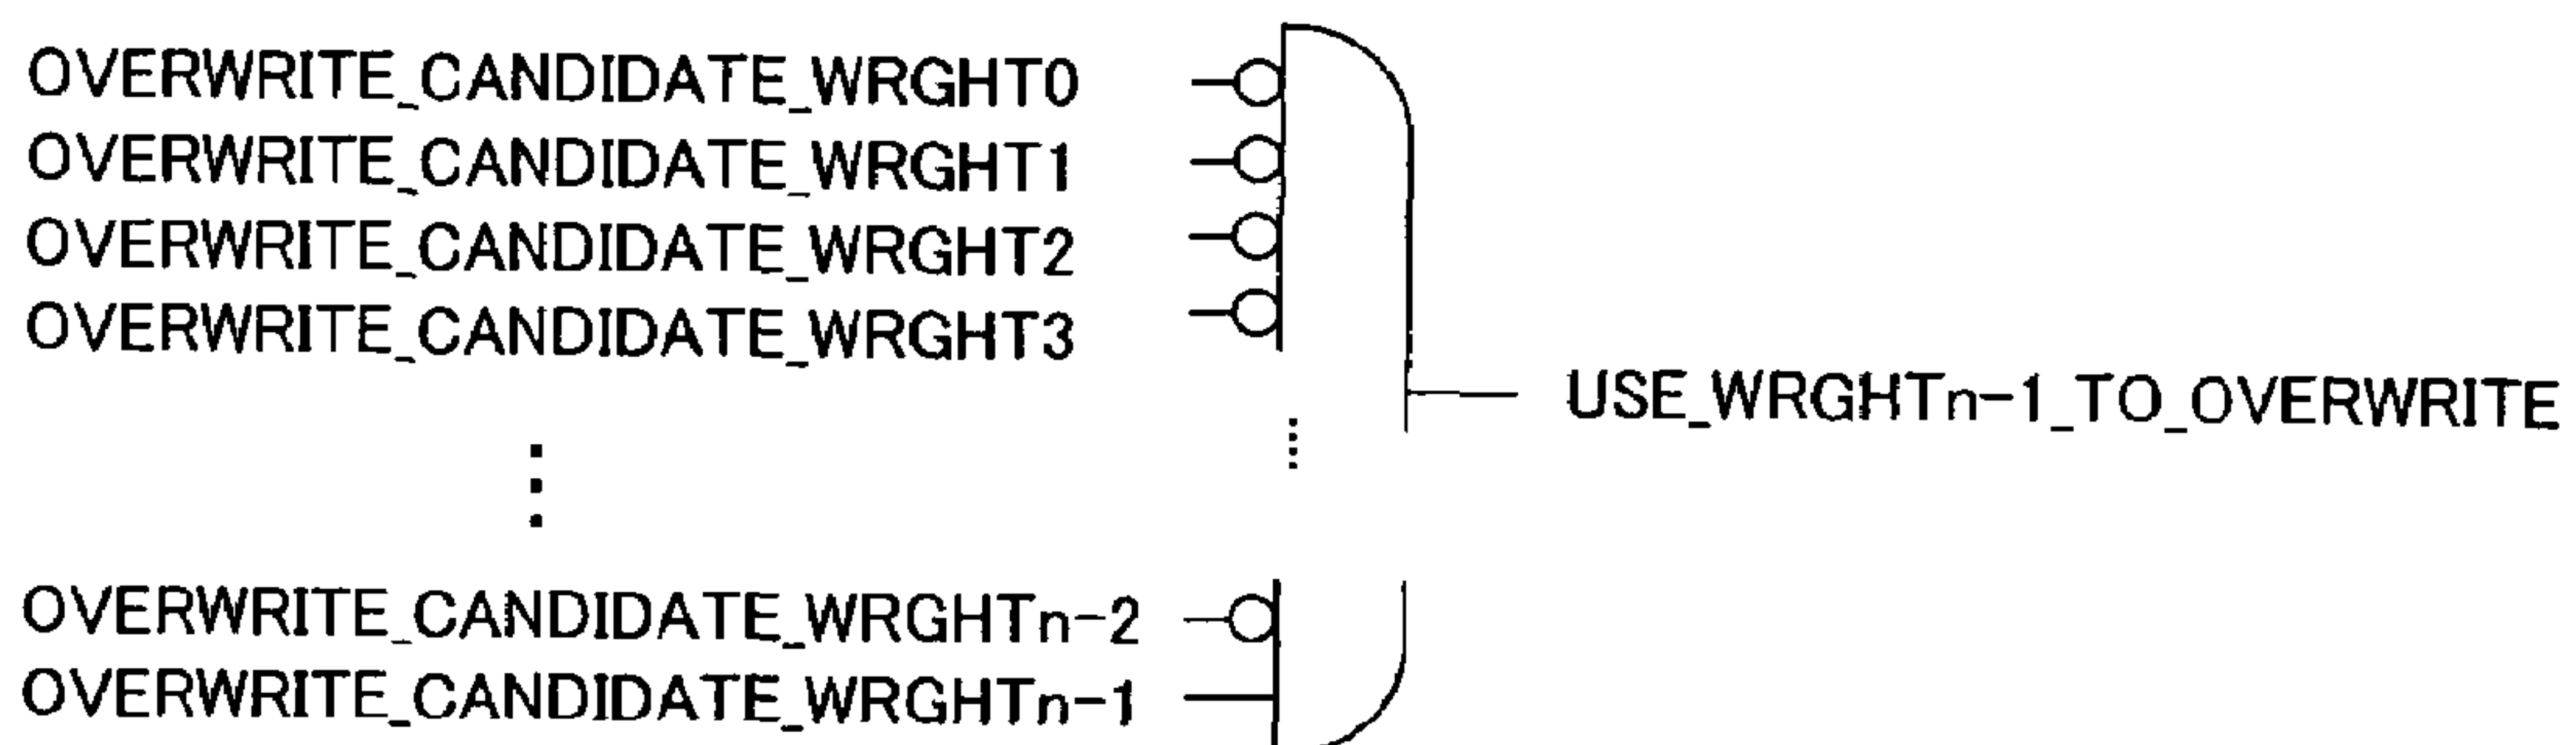 OVERWRITE_CANDIDATE_WRGHT0
OVERWRITE_CANDIDATE_WRGHT1
OVERWRITE_CANDIDATE_WRGHT2
OVERWRITE_CANDIDATE_WRGHT3
USE_WRGHTn-1_TO_OVERWRITE
OVERWRITE_CANDIDATE_WRGHTn-2
OVERWRITE_CANDIDATE_WRGHTn-1